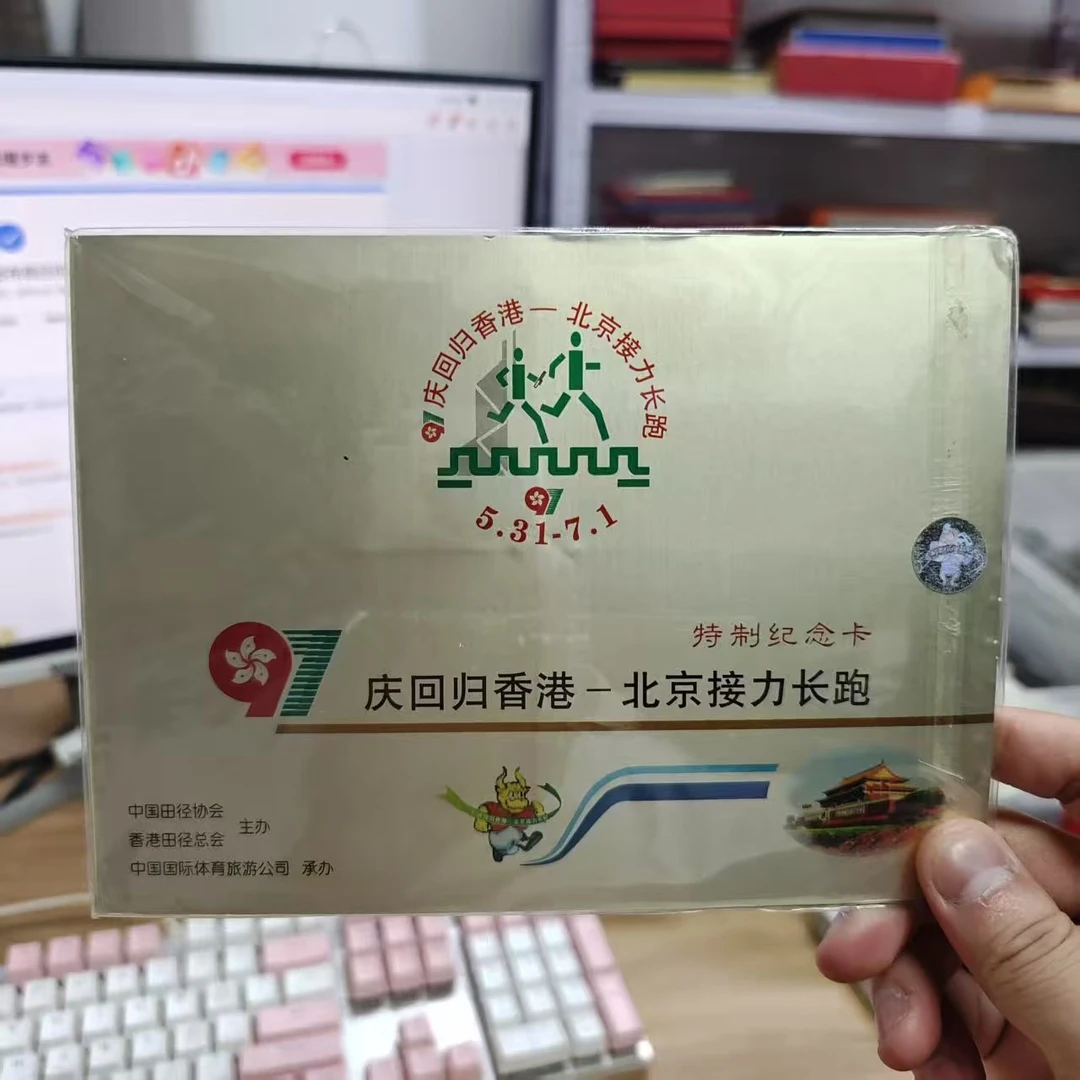 97庆回归香港—北京接力长跑
97
5.31-7.1
特制纪念卡
97
庆回归香港–北京接力长跑
中国田径协会
香港田径总会
主办
中国国际体育旅游公司 承办